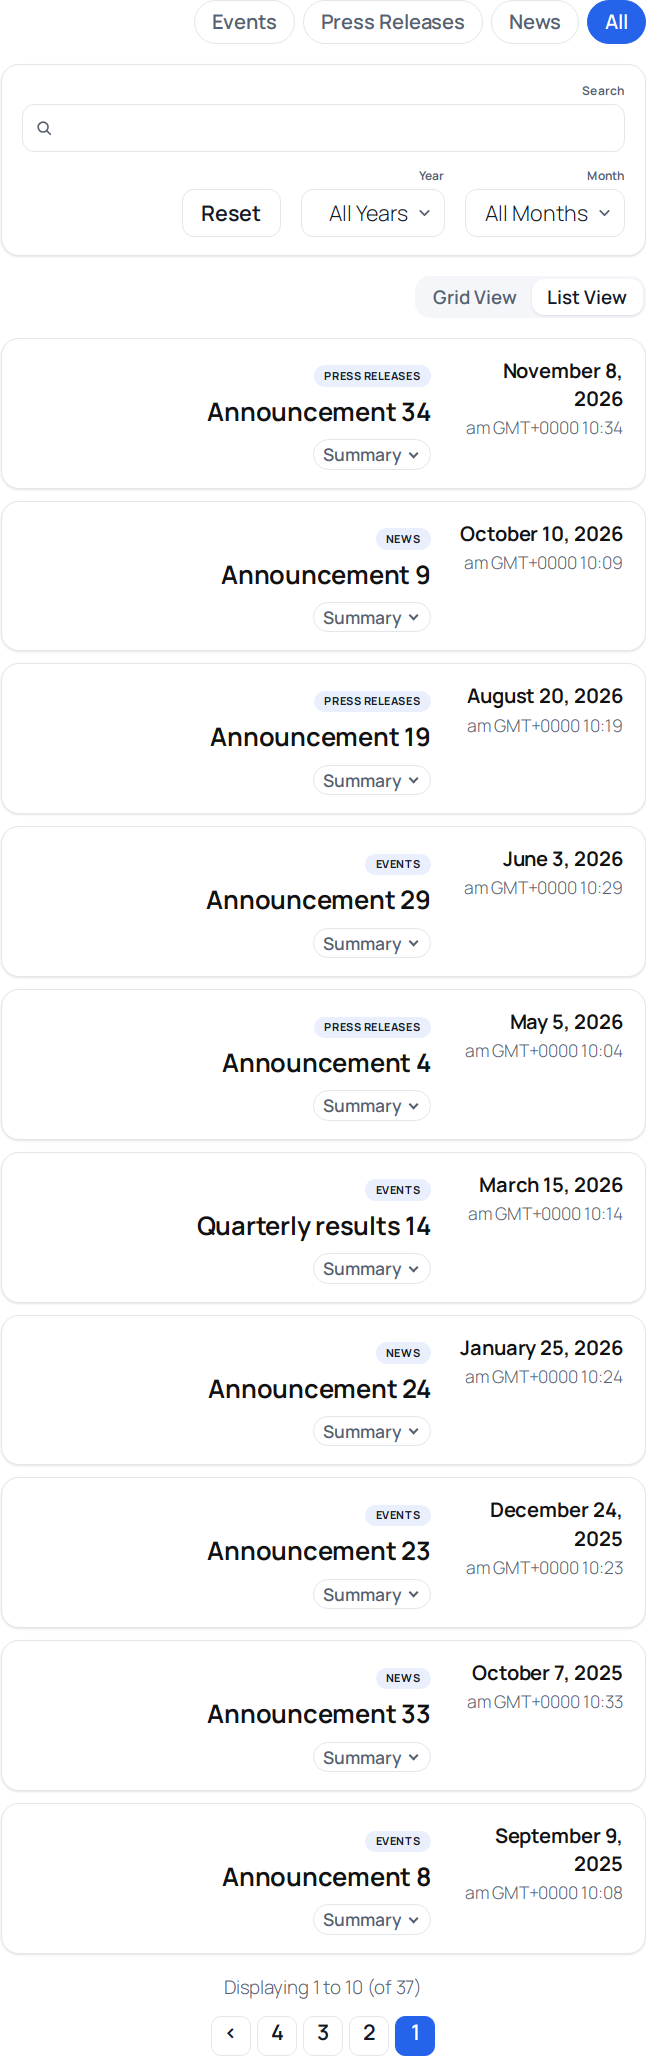 All
News
Press Releases
Events
Search
Month
Year
All Months
All Years
Reset
List View
Grid View
November 8,
2026
am GMT+0000 10:34
PRESS RELEASES
Announcement 34
Summary
October 10, 2026
am GMT+0000 10:09
NEWS
Announcement 9
Summary
August 20, 2026
am GMT+0000 10:19
PRESS RELEASES
Announcement 19
Summary
June 3, 2026
am GMT+0000 10:29
EVENTS
Announcement 29
Summary
May 5, 2026
am GMT+0000 10:04
PRESS RELEASES
Announcement 4
Summary
March 15, 2026
am GMT+0000 10:14
EVENTS
Quarterly results 14
Summary
January 25, 2026
am GMT+0000 10:24
NEWS
Announcement 24
Summary
December 24,
2025
am GMT+0000 10:23
EVENTS
Announcement 23
Summary
October 7, 2025
am GMT+0000 10:33
NEWS
Announcement 33
Summary
September 9,
2025
am GMT+0000 10:08
EVENTS
Announcement 8
Summary
Displaying 1 to 10 (of 37)
1
2
3
4